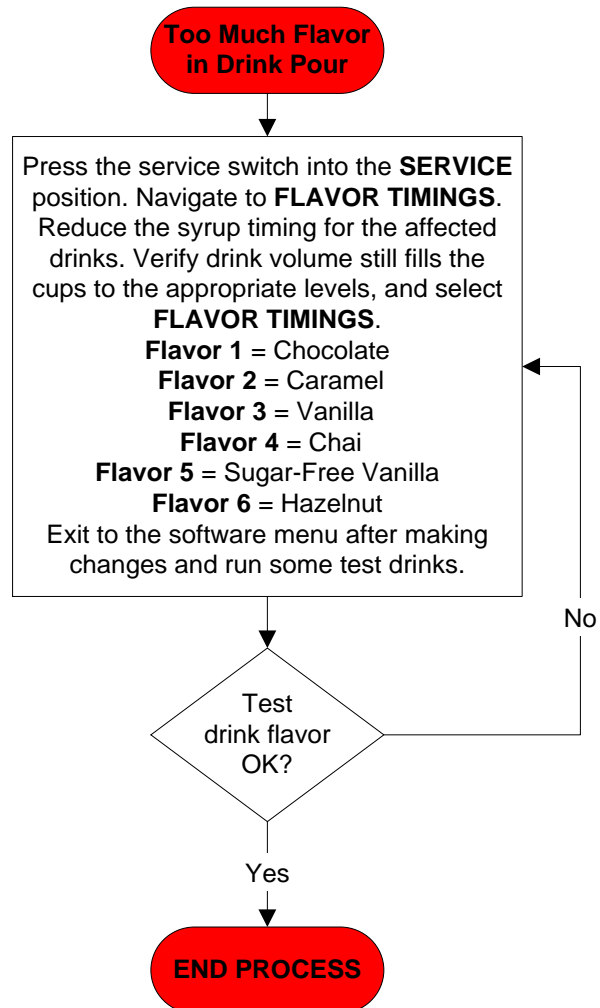 Too Much Flavor
in Drink Pour
Press the service switch into the SERVICE
position. Navigate to FLAVOR TIMINGS.
Reduce the syrup timing for the affected
drinks. Verify drink volume still fills the
cups to the appropriate levels, and select
FLAVOR TIMINGS.
Flavor 1 = Chocolate
Flavor 2 = Caramel
Flavor 3 = Vanilla
Flavor 4 = Chai
Flavor 5 = Sugar-Free Vanilla
Flavor 6 = Hazelnut
Exit to the software menu after making
changes and run some test drinks.
No
Test
drink flavor
OK?
Yes
END PROCESS